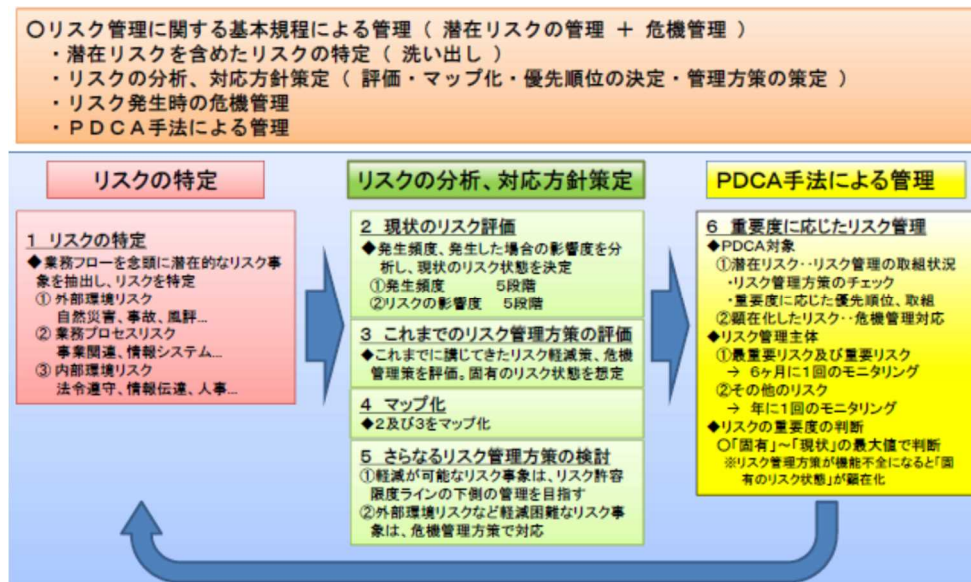 〇リスク管理に関する基本規程による管理（ 潜在リスクの管理 ＋ 危機管理 ）
・潜在リスクを含めたリスクの特定（ 洗い出し ）
・リスクの分析、対応方針策定（ 評価・マップ化・優先順位の決定・管理方策の策定 ）
・リスク発生時の危機管理
・ＰＤＣＡ手法による管理
リスクの特定
1 リスクの特定
◆業務フローを念頭に潜在的なリスク事
象を抽出し、リスクを特定
① 外部環境リスク
自然災害、事故、風評…
② 業務プロセスリスク
事業関連、情報システム…
③ 内部環境リスク
法令遵守、情報伝達、人事…
リスクの分析、対応方針策定
2 現状のリスク評価
◆発生頻度、発生した場合の影響度を分
析し、現状のリスク状態を決定
①発生頻度 5段階
②リスクの影響度 5段階
3 これまでのリスク管理方策の評価
◆これまでに講じてきたリスク軽減策、危機
管理策を評価。固有のリスク状態を想定
4 マップ化
◆2及び3をマップ化
5 さらなるリスク管理方策の検討
①軽減が可能なリスク事象は、リスク許容
限度ラインの下側の管理を目指す
②外部環境リスクなど軽減困難なリスク事
象は、危機管理方策で対応
PDCA手法による管理
6 重要度に応じたリスク管理
◆PDCA対象
①潜在リスク‥リスク管理の取組状況
・リスク管理方策のチェック
・重要度に応じた優先順位、取組
②顕在化したリスク‥危機管理対応
◆リスク管理主体
①最重要リスク及び重要リスク
→ 6ヶ月に1回のモニタリング
②その他のリスク
→ 年に1回のモニタリング
◆リスクの重要度の判断
〇「固有」～「現状」の最大値で判断
※リスク管理方策が機能不全になると「固
有のリスク状態」が顕在化